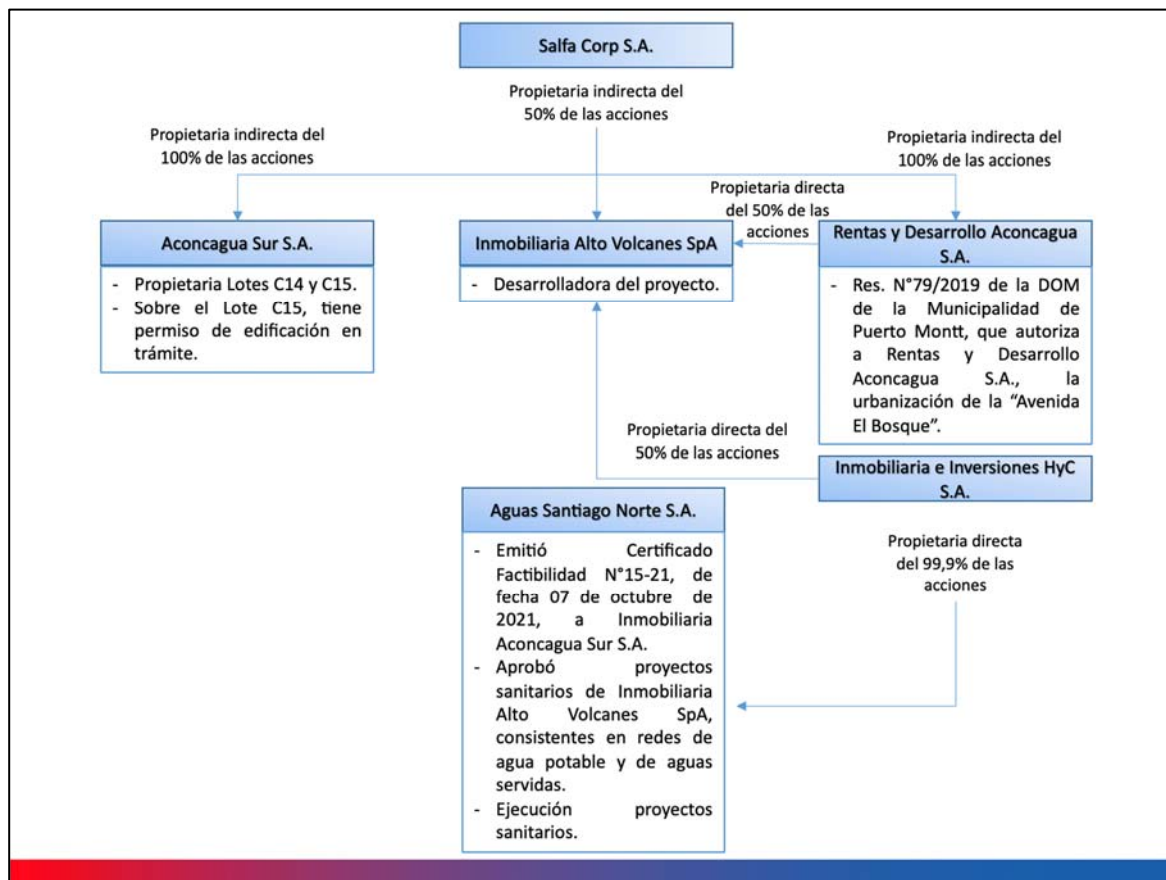 Salfa Corp S.A.
Propietaria indirecta del
50% de las acciones
Propietaria indirecta del
100% de las acciones
Propietaria indirecta del
100% de las acciones
Propietaria directa
del 50% de las
acciones
Aconcagua Sur S.A.
- Propietaria Lotes C14 y C15.
- Sobre el Lote C15, tiene
permiso de edificación en
trámite.
Inmobiliaria Alto Volcanes SpA
- Desarrolladora del proyecto.
Rentas y Desarrollo Aconcagua
S.A.
- Res. N°79/2019 de la DOM
de la Municipalidad de
Puerto Montt, que autoriza
a Rentas y Desarrollo
Aconcagua S.A., la
urbanización de la “Avenida
El Bosque”.
Propietaria directa del
50% de las acciones
Inmobiliaria e Inversiones HyC
S.A.
Aguas Santiago Norte S.A.
- Emitió Certificado
Factibilidad N°15-21, de
fecha 07 de octubre de
2021, a Inmobiliaria
Aconcagua Sur S.A.
- Aprobó proyectos
sanitarios de Inmobiliaria
Alto Volcanes SpA,
consistentes en redes de
agua potable y de aguas
servidas.
- Ejecución proyectos
sanitarios.
Propietaria directa
del 99,9% de las
acciones